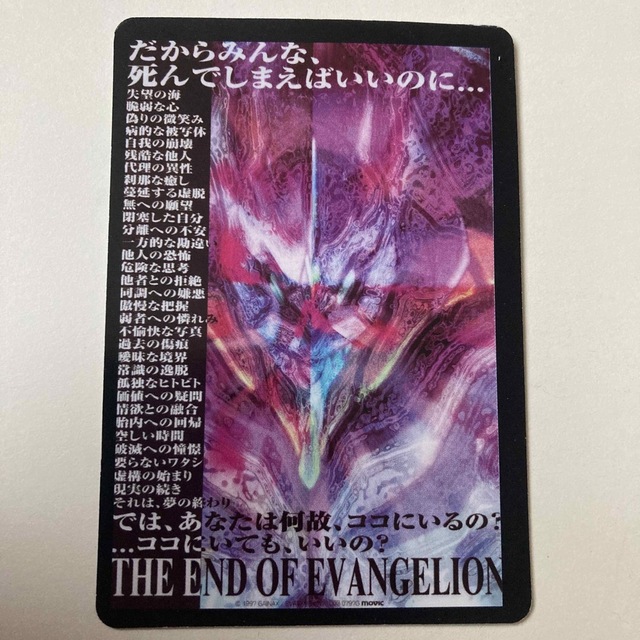 だからみんな、
死んでしまえばいいのに…
失望の海
脆弱な心
偽りの微笑み
病的な被写体
自我の崩壊
残酷な他人
代理の異性
刹那な癒し
蔓延する虚脱
無への願望
閉塞した自分
分離への不安
一方的な勘違い
他人の恐怖
危険な思考
他者との拒絶
同調への嫌悪
傲慢な把握
弱者への憐れみ
不愉快な写真
過去の傷痕
曖昧な境界
常識の逸脱
孤独なヒトビト
価値への疑問
情欲との融合
胎内への回帰
空しい時間
破滅への憧憬
要らないワタシ
虚構の始まり
現実の続き
それは、夢の終わり
では、あなたは何故、ココにいるの?
…ココにいても、いいの?
THE END OF EVANGELION
© 1997 GAINAX movic